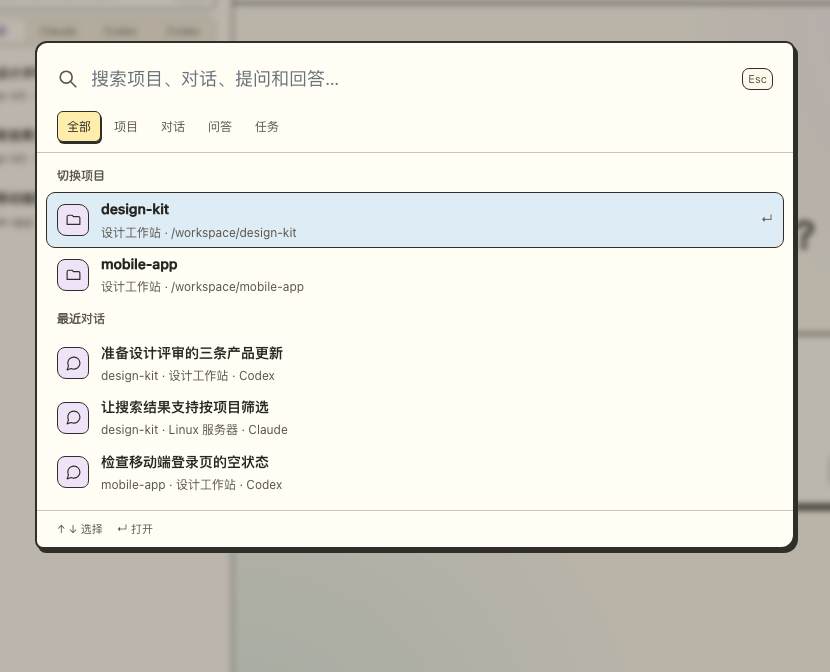 搜索项目、对话、提问和回答...
Esc
全部 项目 对话 问答 任务
切换项目
design-kit
设计工作站 · /workspace/design-kit
↵
mobile-app
设计工作站 · /workspace/mobile-app
最近对话
准备设计评审的三条产品更新
design-kit · 设计工作站 · Codex
让搜索结果支持按项目筛选
design-kit · Linux 服务器 · Claude
检查移动端登录页的空状态
mobile-app · 设计工作站 · Codex
↑ ↓ 选择 ↵ 打开